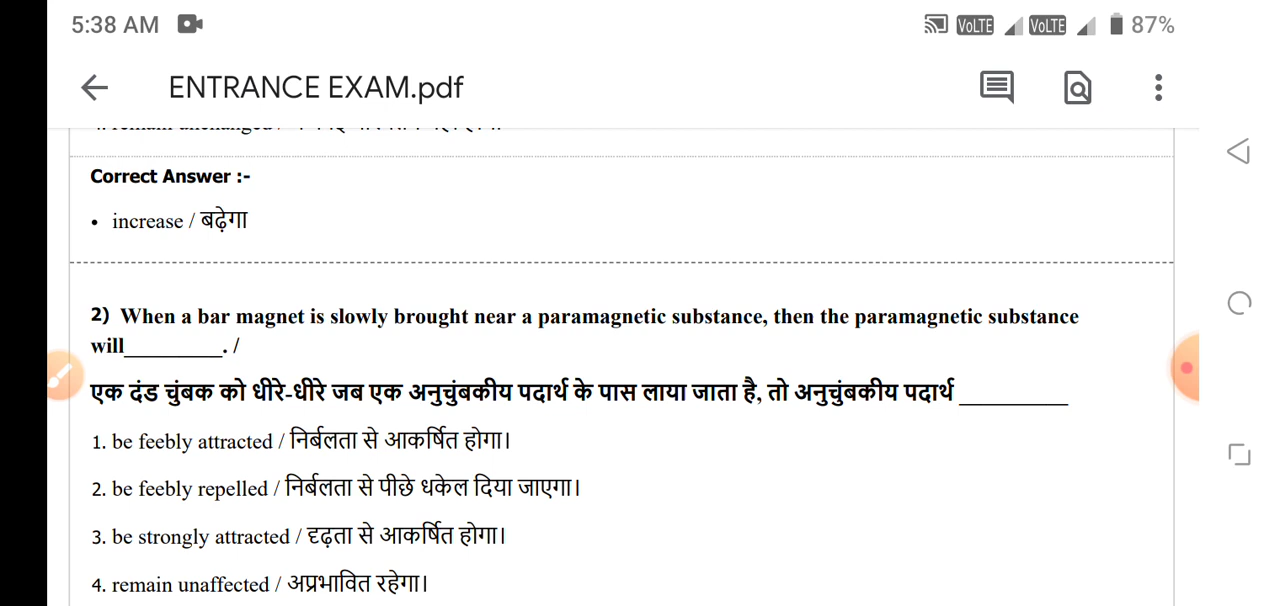 5:38 AM VoLTE VoLTE 87%
ENTRANCE EXAM.pdf
Correct Answer :-
• increase / बढ़ेगा
2) When a bar magnet is slowly brought near a paramagnetic substance, then the paramagnetic substance
will_________. /
एक दंड चुंबक को धीरे-धीरे जब एक अनुचुंबकीय पदार्थ के पास लाया जाता है, तो अनुचुंबकीय पदार्थ _________
1. be feebly attracted / निर्बलता से आकर्षित होगा।
2. be feebly repelled / निर्बलता से पीछे धकेल दिया जाएगा।
3. be strongly attracted / दृढ़ता से आकर्षित होगा।
4. remain unaffected / अप्रभावित रहेगा।